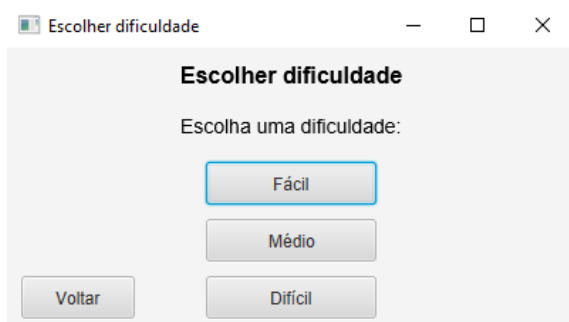 Escolher dificuldade
Escolher dificuldade
Escolha uma dificuldade:
Fácil
Médio
Voltar
Difícil